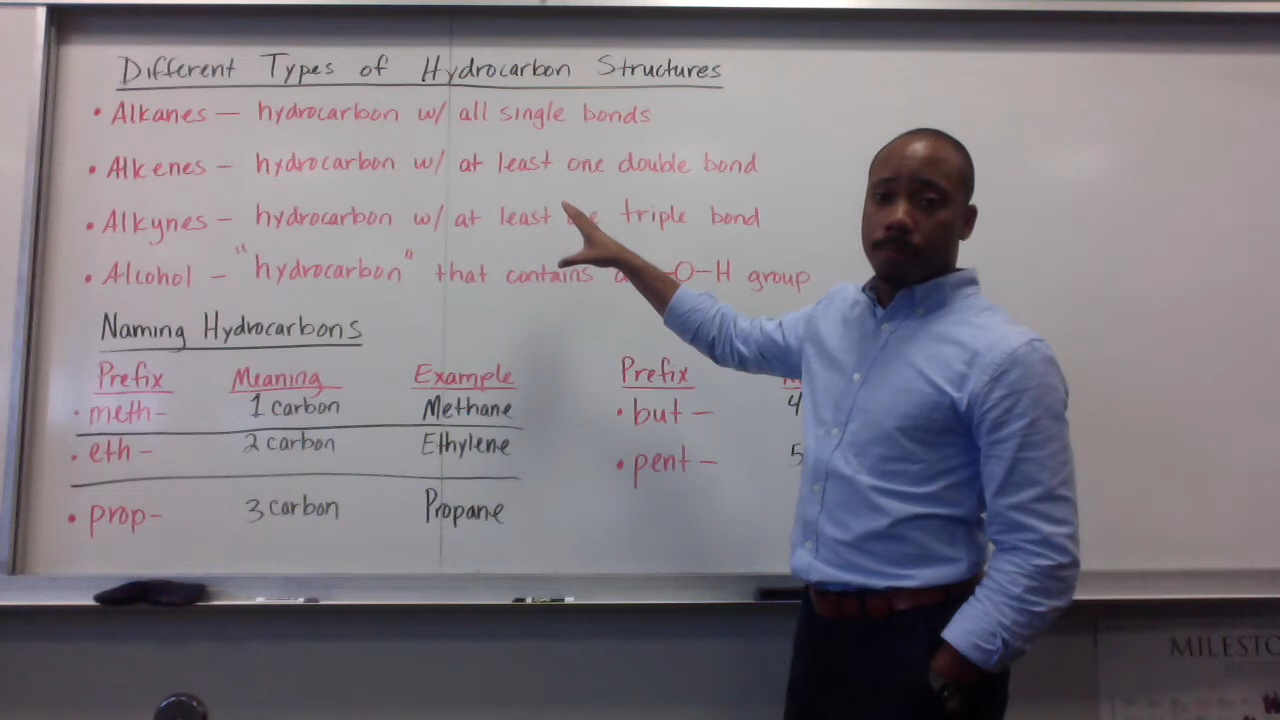 Different Types of Hydrocarbon Structures
• Alkanes – hydrocarbon w/ all single bonds
• Alkenes – hydrocarbon w/ at least one double bond
• Alkynes – hydrocarbon w/ at least triple bond
• Alcohol – "hydrocarbon" that contains –O–H group
Naming Hydrocarbons
Prefix Meaning Example Prefix
• meth– 1 carbon Methane • but – 4
• eth – 2 carbon Ethylene • pent – 5
• prop– 3 carbon Propane